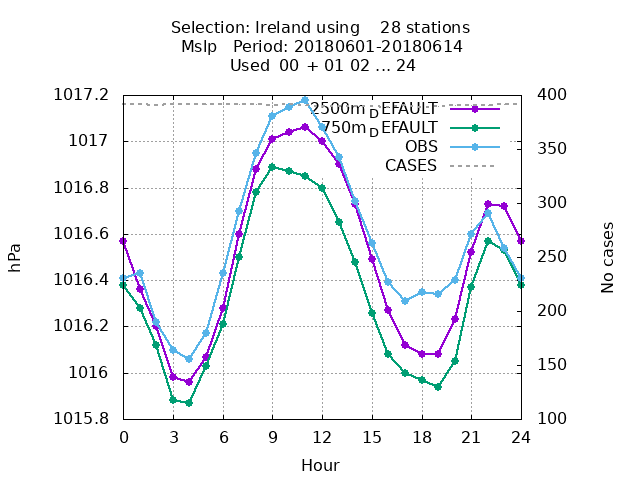 Selection: Ireland using    28 stations
Mslp   Period: 20180601-20180614
Used  00 + 01 02 ... 24
1017.2
1017
1016.8
1016.6
1016.4
1016.2
1016
1015.8
hPa
2500m_DEFAULT
750m_DEFAULT
OBS
CASES
400
350
300
250
200
150
100
No cases
0 3 6 9 12 15 18 21 24
Hour